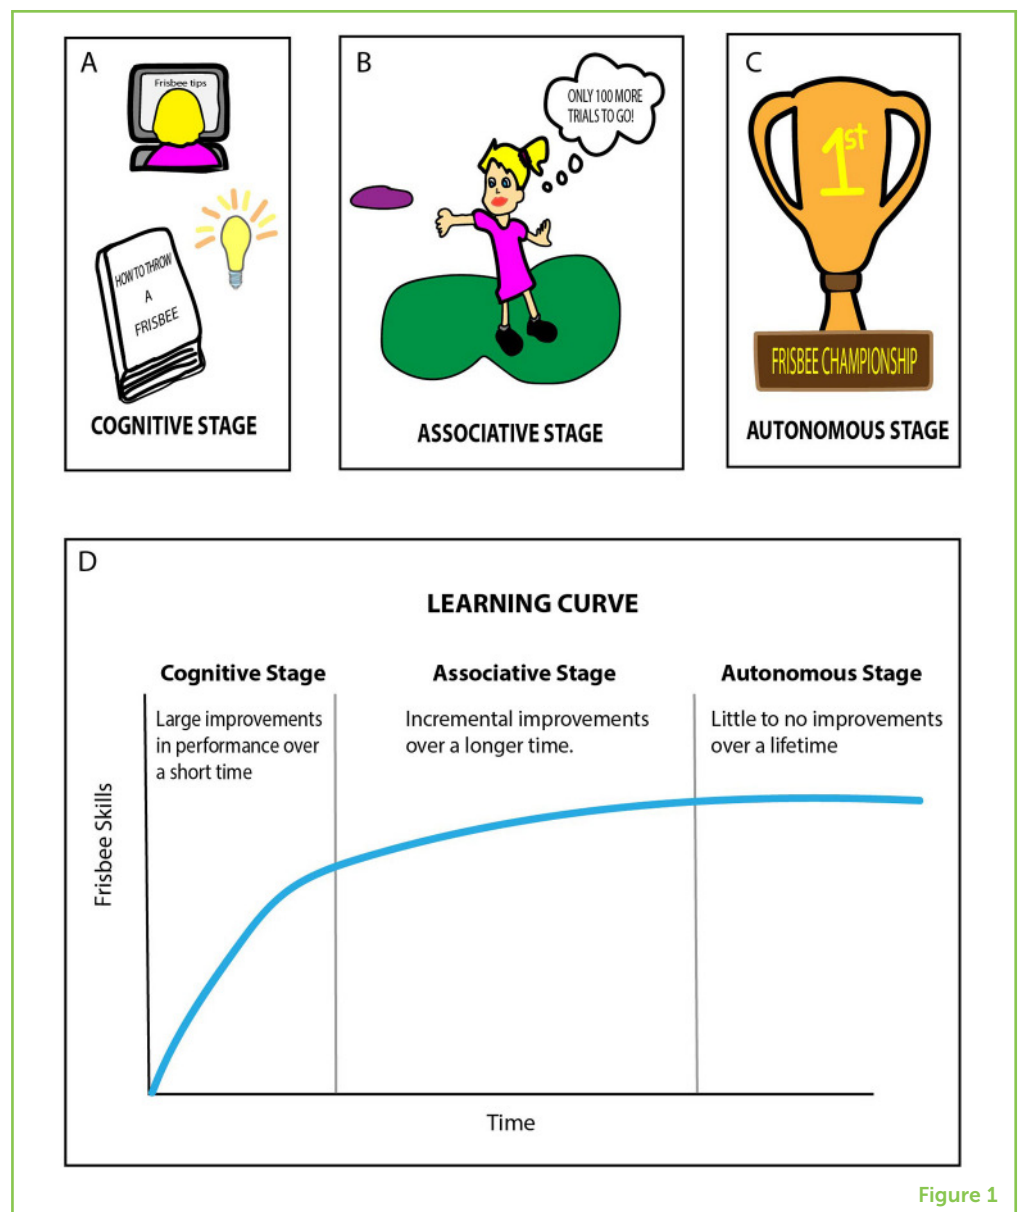 A
Frisbee tips
HOW TO THROW
A
FRISBEE
COGNITIVE STAGE
B
ONLY 100 MORE
TRIALS TO GO!
ASSOCIATIVE STAGE
C
1st
FRISBEE CHAMPIONSHIP
AUTONOMOUS STAGE
D
LEARNING CURVE
Cognitive Stage
Large improvements
in performance over
a short time
Associative Stage
Incremental improvements
over a longer time.
Autonomous Stage
Little to no improvements
over a lifetime
Frisbee Skills
Time
Figure 1